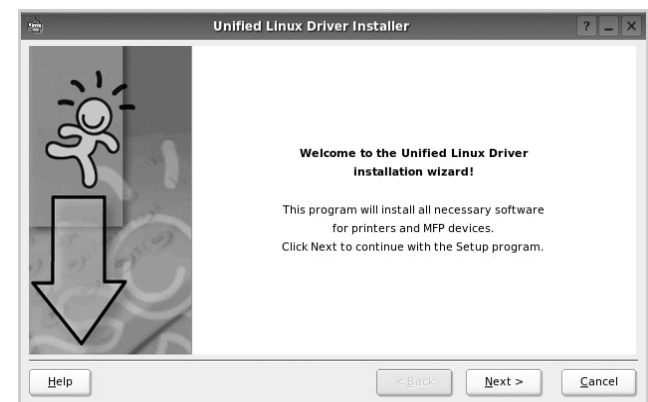 Unified Linux Driver Installer
Welcome to the Unified Linux Driver
installation wizard!
This program will install all necessary software
for printers and MFP devices.
Click Next to continue with the Setup program.
Help
< Back
Next >
Cancel